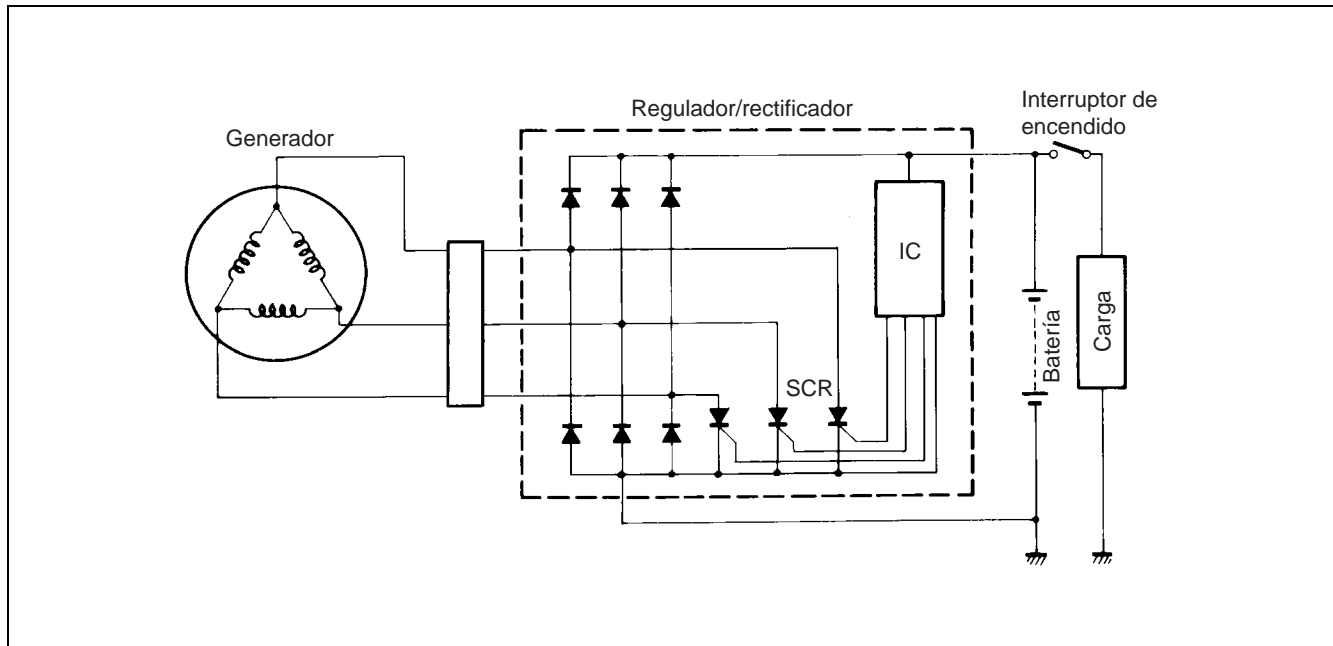 Generador
Regulador/rectificador
Interruptor de
encendido
IC
SCR
Batería
Carga